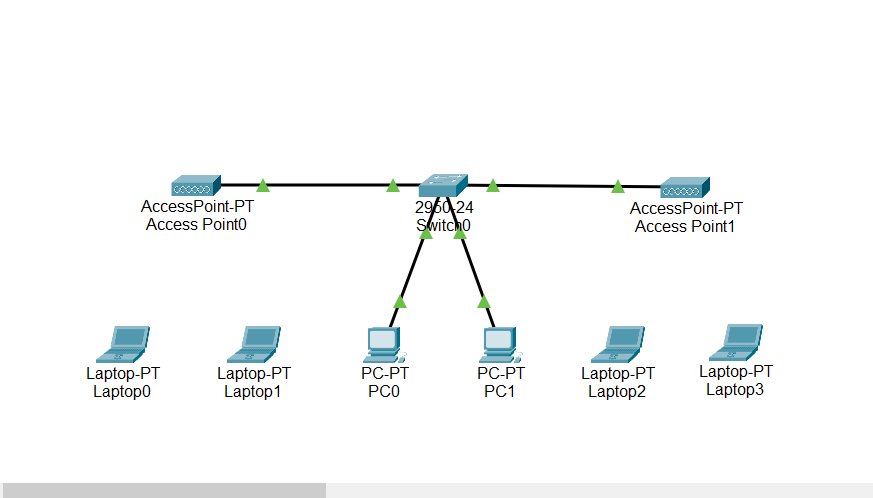 AccessPoint-PT
Access Point0
2950-24
Switch0
AccessPoint-PT
Access Point1
Laptop-PT
Laptop0
Laptop-PT
Laptop1
PC-PT
PC0
PC-PT
PC1
Laptop-PT
Laptop2
Laptop-PT
Laptop3